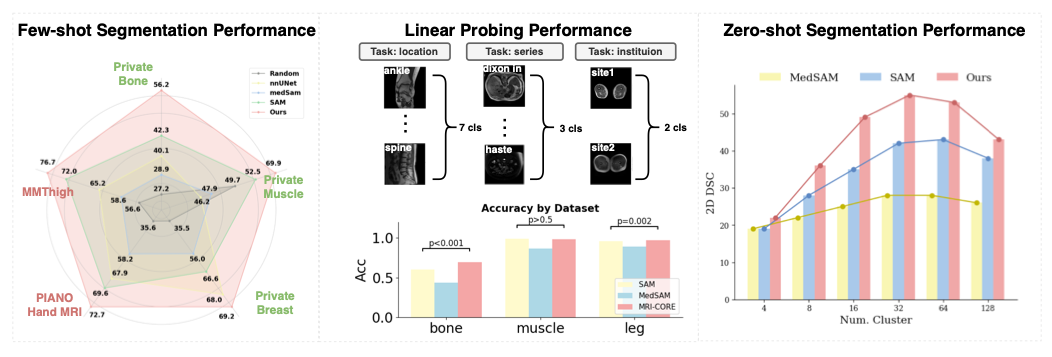 Few-shot Segmentation Performance
Private
Bone
56.2
Random
nnUNet
medSam
SAM
Ours
42.3
40.1
28.9
27.2
76.7
72.0
65.2
58.6
56.6
MMThigh
69.9
52.5
49.7
47.9
46.2
Private
Muscle
35.6
35.5
58.2
67.9
69.6
72.7
PIANO
Hand MRI
56.0
66.6
68.0
69.2
Private
Breast
Linear Probing Performance
Task: location
Task: series
Task: instituion
ankle
spine
7 cls
dixon in
haste
3 cls
site1
site2
2 cls
Accuracy by Dataset
Acc
1.0
0.5
0.0
p<0.001
p>0.5
p=0.002
SAM
MedSAM
MRI-CORE
bone
muscle
leg
Zero-shot Segmentation Performance
MedSAM
SAM
Ours
2D DSC
50
40
30
20
10
0
4
8
16
32
64
128
Num. Cluster